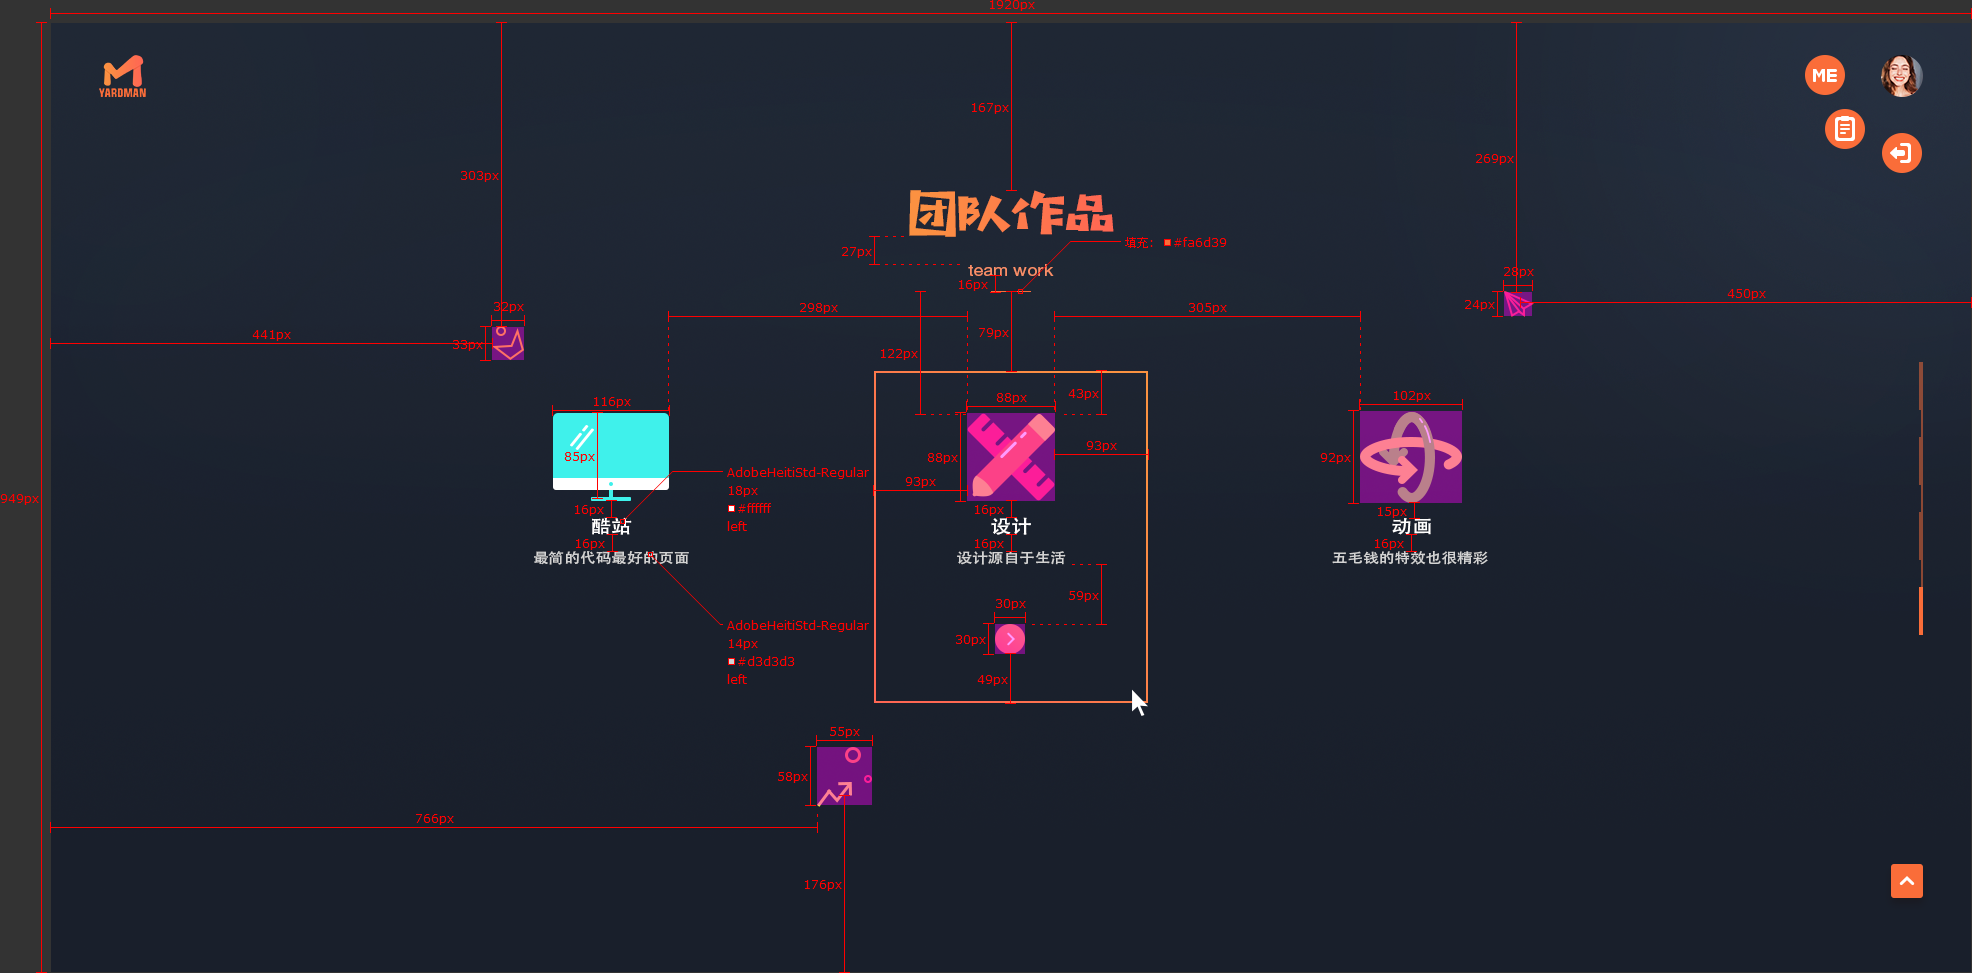 1920px
YARDMAN
ME
167px
269px
303px
团队作品
填充: #fa6d39
27px
team work
28px
16px
450px
24px
32px
298px
305px
441px
33px
79px
122px
43px
116px
88px
102px
85px
93px
88px
92px
AdobeHeitiStd-Regular
18px
#ffffff
left
93px
949px
16px
16px
15px
酷站
设计
动画
16px
16px
16px
最简的代码最好的页面
设计源自于生活
五毛钱的特效也很精彩
59px
30px
AdobeHeitiStd-Regular
14px
#d3d3d3
left
30px
49px
55px
58px
766px
176px